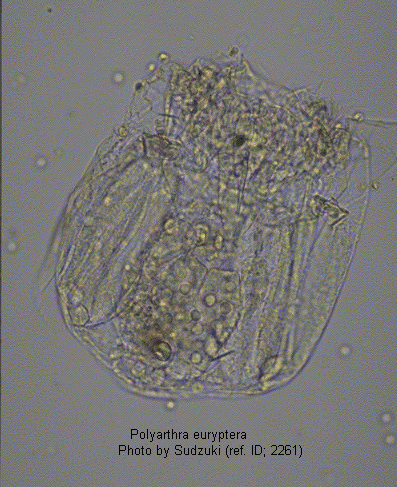 Polyarthra euryptera
Photo by Sudzuki (ref. ID; 2261)